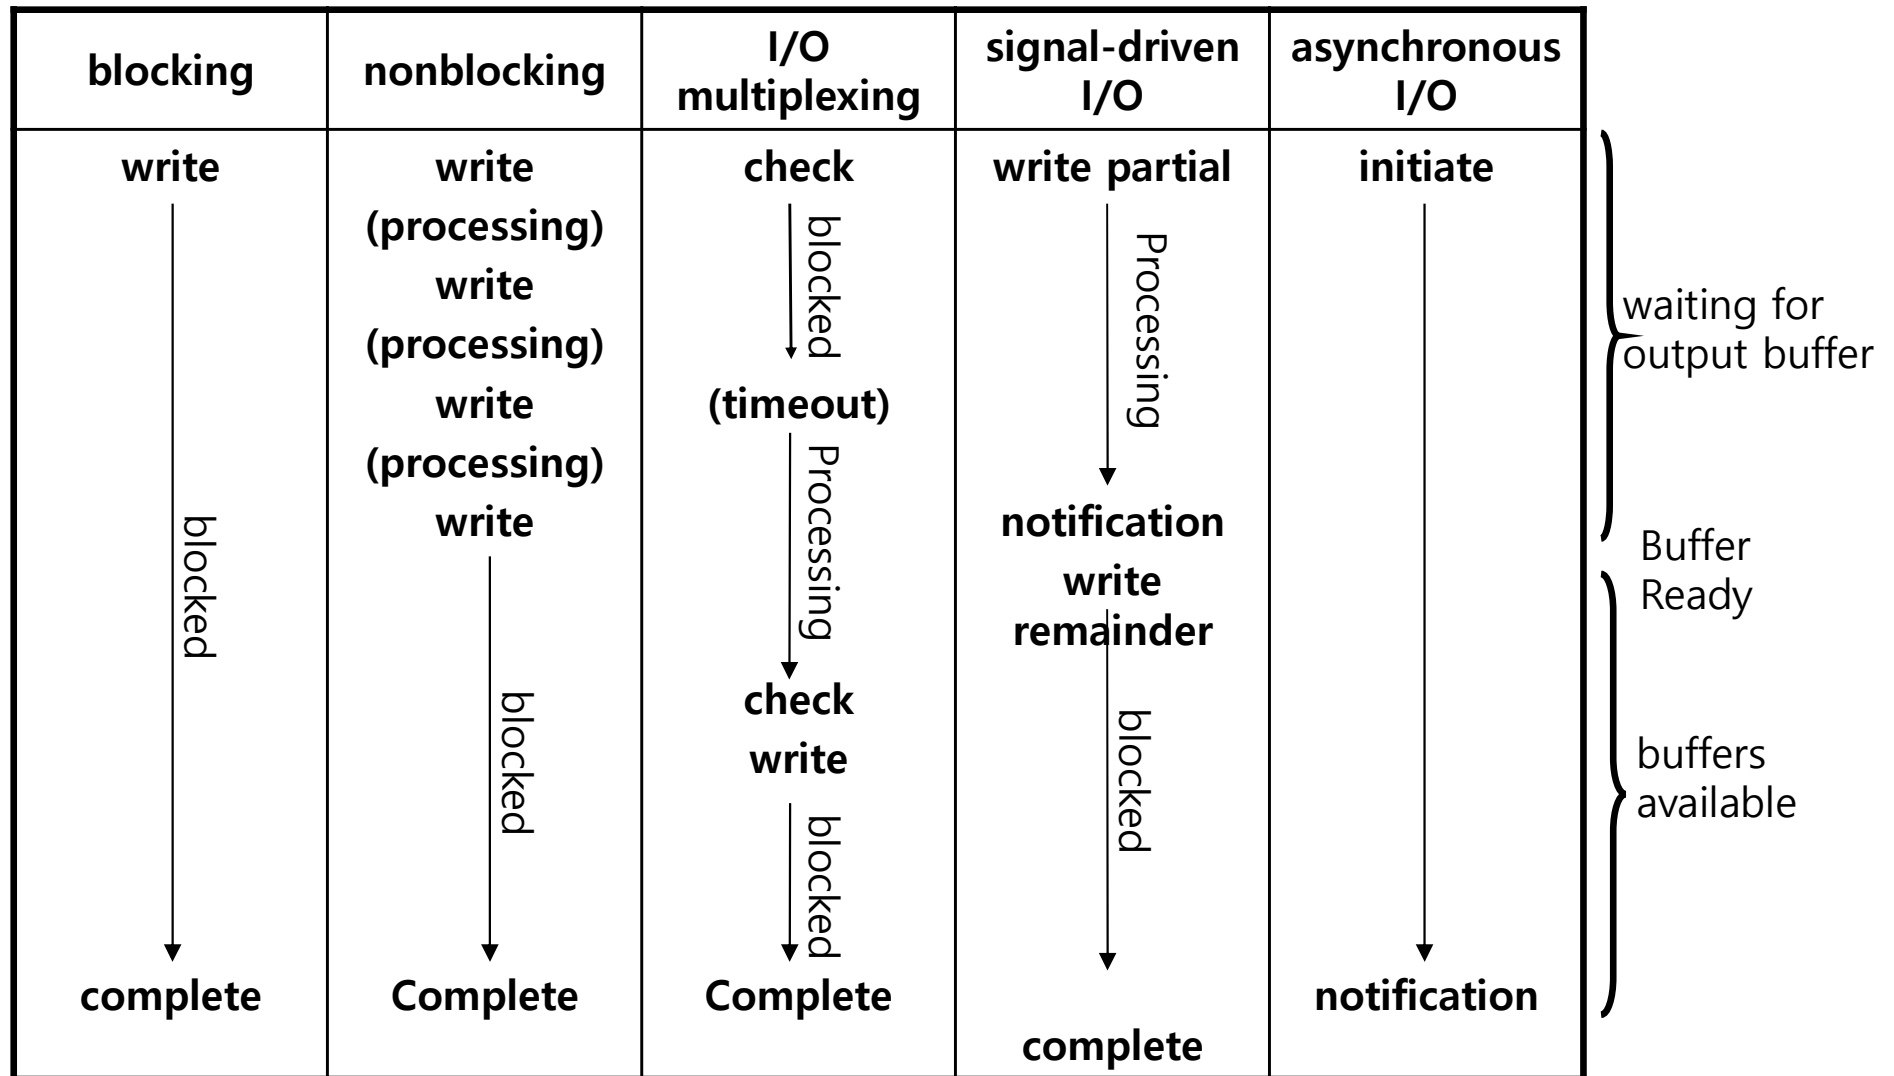 blocking
nonblocking
I/O
multiplexing
signal-driven
I/O
asynchronous
I/O
write
blocked
complete
write
(processing)
write
(processing)
write
(processing)
write
blocked
Complete
check
blocked
(timeout)
Processing
check
write
blocked
Complete
write partial
Processing
notification
write
remainder
blocked
complete
initiate
notification
waiting for
output buffer
Buffer
Ready
buffers
available